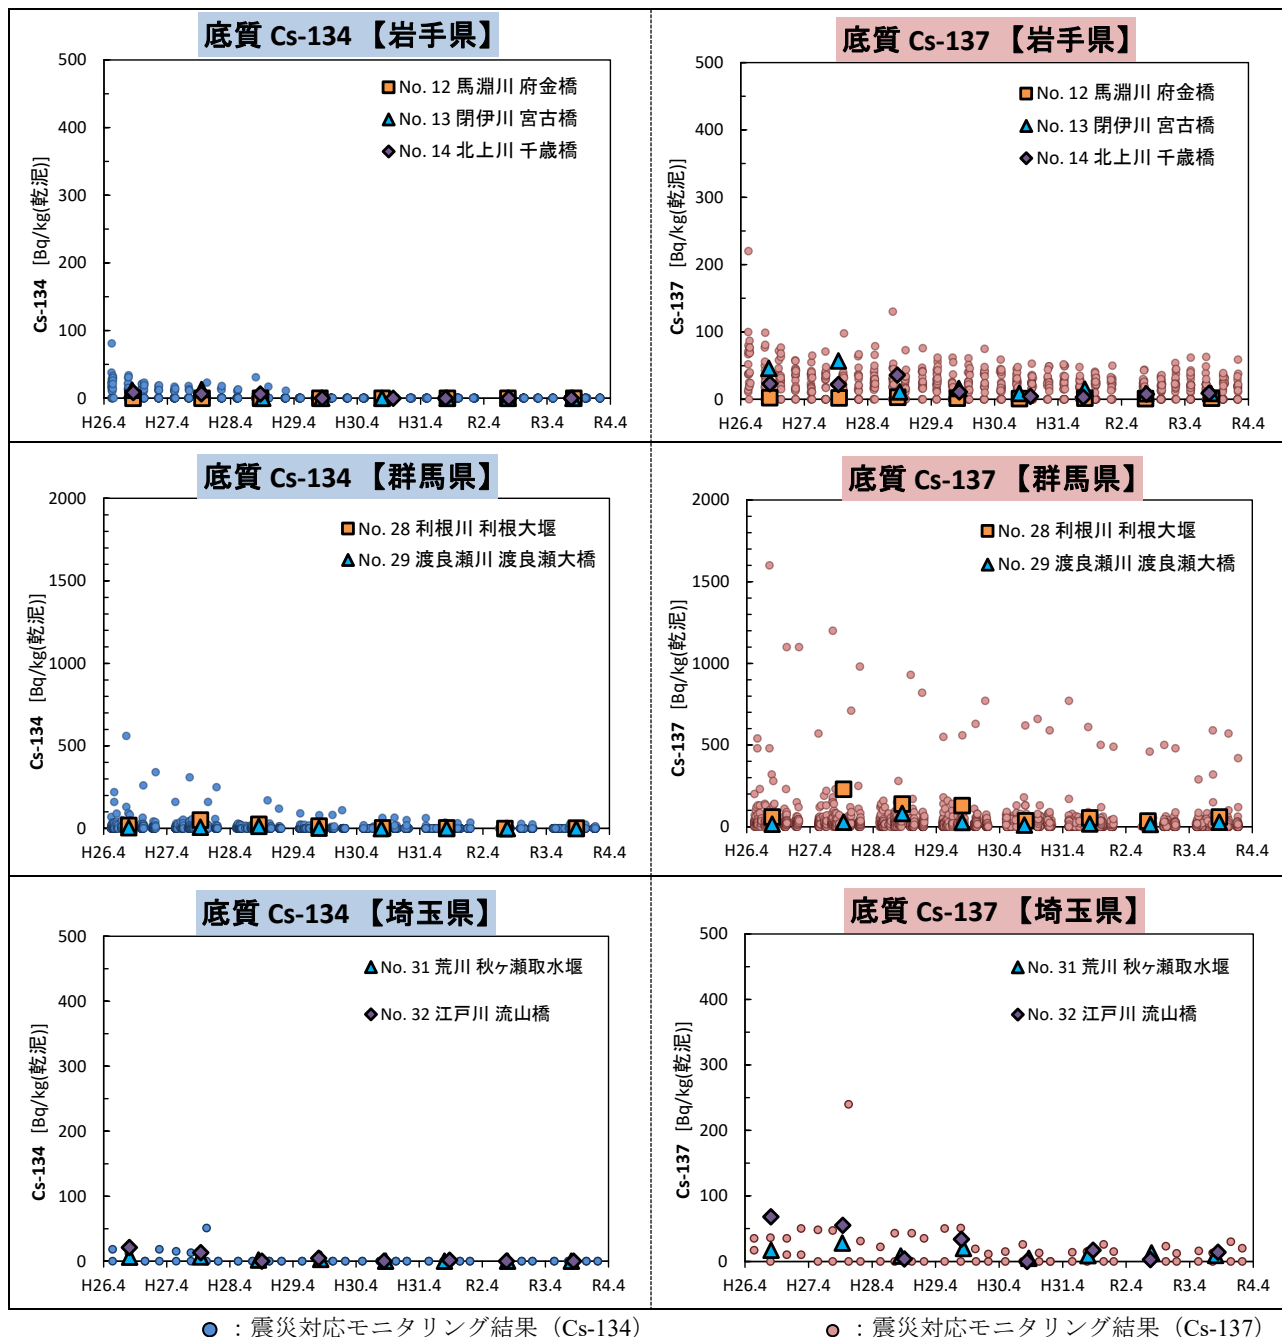 底質 Cs-134 【岩手県】
Cs-134 [Bq/kg(乾泥)]
500
400
300
200
100
0
No. 12 馬淵川 府金橋
No. 13 閉伊川 宮古橋
No. 14 北上川 千歳橋
H26.4 H27.4 H28.4 H29.4 H30.4 H31.4 R2.4 R3.4 R4.4
底質 Cs-137 【岩手県】
Cs-137 [Bq/kg(乾泥)]
500
400
300
200
100
0
No. 12 馬淵川 府金橋
No. 13 閉伊川 宮古橋
No. 14 北上川 千歳橋
H26.4 H27.4 H28.4 H29.4 H30.4 H31.4 R2.4 R3.4 R4.4
底質 Cs-134 【群馬県】
Cs-134 [Bq/kg(乾泥)]
2000
1500
1000
500
0
No. 28 利根川 利根大堰
No. 29 渡良瀬川 渡良瀬大橋
H26.4 H27.4 H28.4 H29.4 H30.4 H31.4 R2.4 R3.4 R4.4
底質 Cs-137 【群馬県】
Cs-137 [Bq/kg(乾泥)]
2000
1500
1000
500
0
No. 28 利根川 利根大堰
No. 29 渡良瀬川 渡良瀬大橋
H26.4 H27.4 H28.4 H29.4 H30.4 H31.4 R2.4 R3.4 R4.4
底質 Cs-134 【埼玉県】
Cs-134 [Bq/kg(乾泥)]
500
400
300
200
100
0
No. 31 荒川 秋ヶ瀬取水堰
No. 32 江戸川 流山橋
H26.4 H27.4 H28.4 H29.4 H30.4 H31.4 R2.4 R3.4 R4.4
底質 Cs-137 【埼玉県】
Cs-137 [Bq/kg(乾泥)]
500
400
300
200
100
0
No. 31 荒川 秋ヶ瀬取水堰
No. 32 江戸川 流山橋
H26.4 H27.4 H28.4 H29.4 H30.4 H31.4 R2.4 R3.4 R4.4
：震災対応モニタリング結果（Cs-134）
：震災対応モニタリング結果（Cs-137）